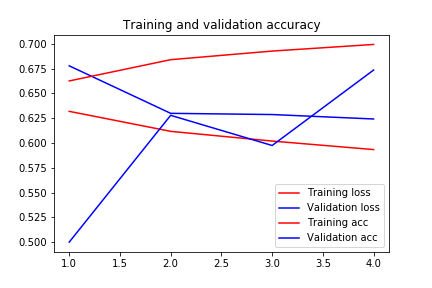 Training and validation accuracy
0.700
0.675
0.650
0.625
0.600
0.575
0.550
0.525
0.500
Training loss
Validation loss
Training acc
Validation acc
1.0 1.5 2.0 2.5 3.0 3.5 4.0